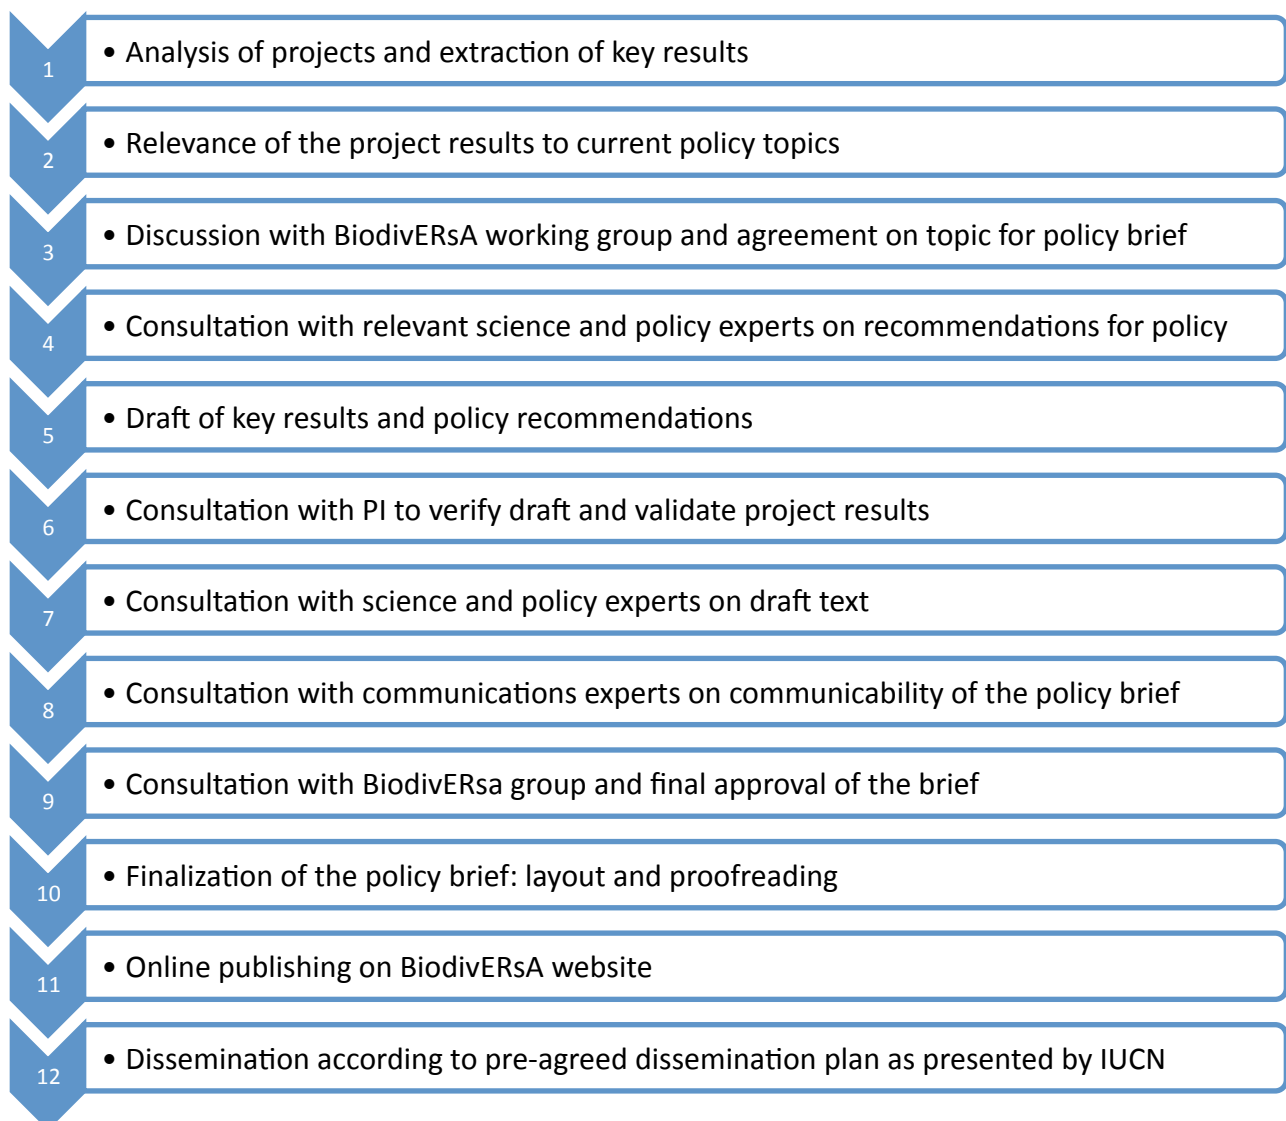 1
• Analysis of projects and extraction of key results
2
• Relevance of the project results to current policy topics
3
• Discussion with BiodivERsA working group and agreement on topic for policy brief
4
• Consultation with relevant science and policy experts on recommendations for policy
5
• Draft of key results and policy recommendations
6
• Consultation with PI to verify draft and validate project results
7
• Consultation with science and policy experts on draft text
8
• Consultation with communications experts on communicability of the policy brief
9
• Consultation with BiodivERsa group and final approval of the brief
10
• Finalization of the policy brief: layout and proofreading
11
• Online publishing on BiodivERsA website
12
• Dissemination according to pre-agreed dissemination plan as presented by IUCN